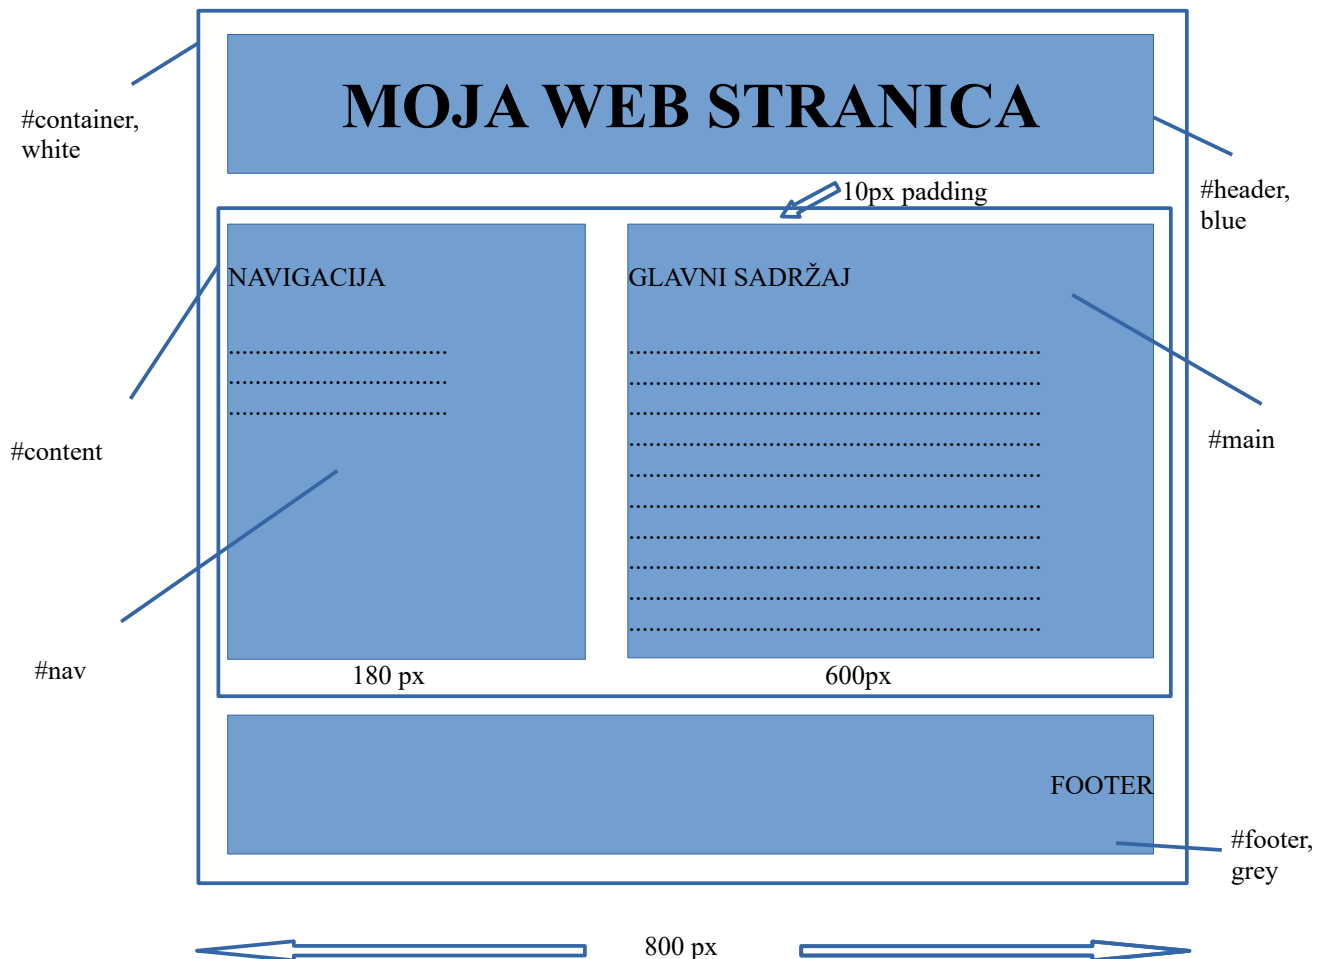 MOJA WEB STRANICA
#container,
white
10px padding
#header,
blue
NAVIGACIJA
.................................
.................................
.................................
GLAVNI SADRŽAJ
..............................................................
..............................................................
..............................................................
..............................................................
..............................................................
..............................................................
..............................................................
..............................................................
..............................................................
..............................................................
#content
#main
#nav
180 px
600px
FOOTER
#footer,
grey
800 px